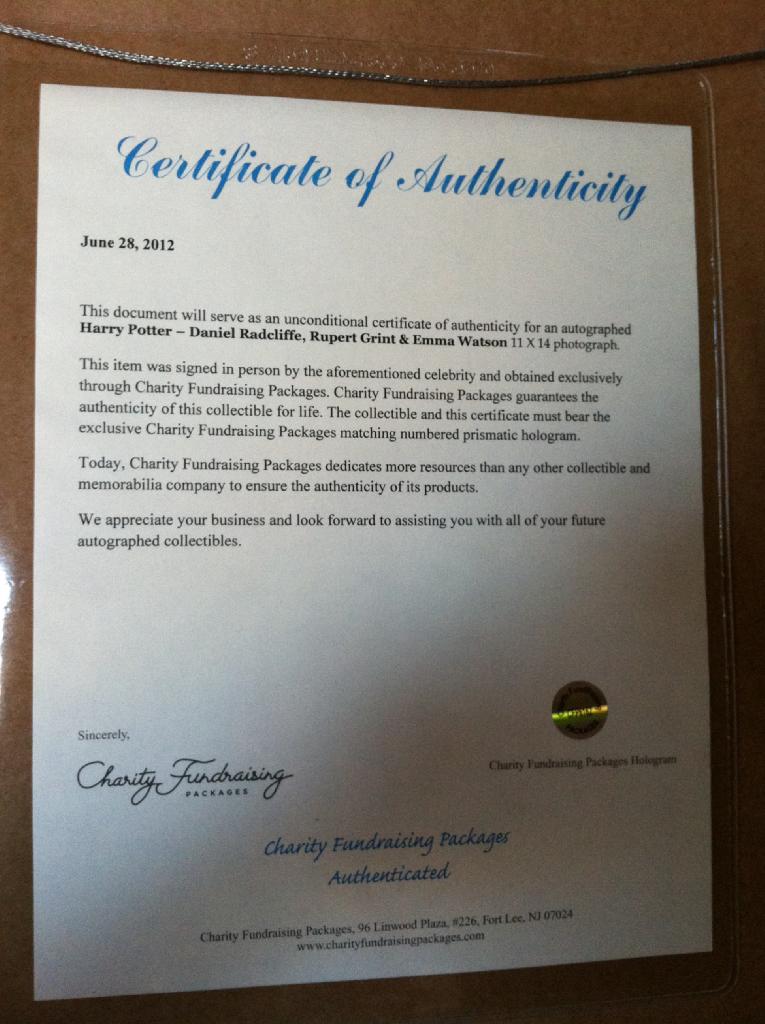 Certificate of Authenticity
June 28, 2012
This document will serve as an unconditional certificate of authenticity for an autographed
Harry Potter – Daniel Radcliffe, Rupert Grint & Emma Watson 11 X 14 photograph.
This item was signed in person by the aforementioned celebrity and obtained exclusively
through Charity Fundraising Packages. Charity Fundraising Packages guarantees the
authenticity of this collectible for life. The collectible and this certificate must bear the
exclusive Charity Fundraising Packages matching numbered prismatic hologram.
Today, Charity Fundraising Packages dedicates more resources than any other collectible and
memorabilia company to ensure the authenticity of its products.
We appreciate your business and look forward to assisting you with all of your future
autographed collectibles.
Sincerely,
Charity Fundraising
PACKAGES
Charity Fundraising Packages Hologram
Charity Fundraising Packages
Authenticated
Charity Fundraising Packages, 96 Linwood Plaza, #226, Fort Lee, NJ 07024
www.charityfundraisingpackages.com